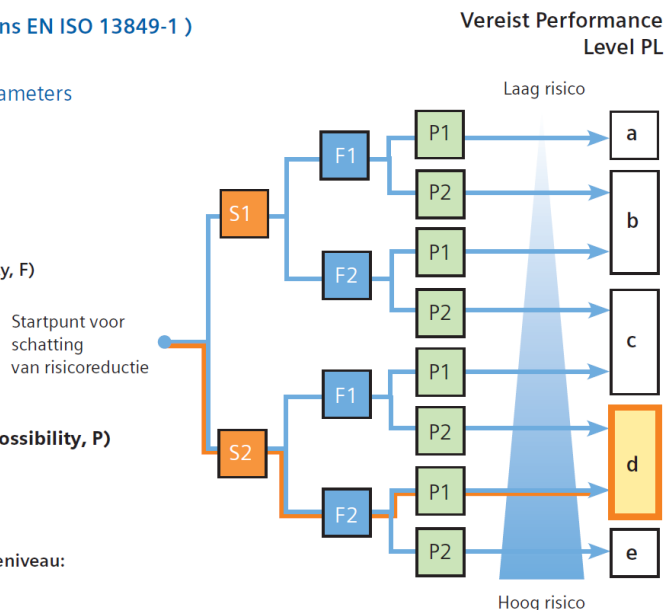 ns EN ISO 13849-1 )
Vereist Performance
Level PL
ameters
Laag risico
P1
a
F1
P2
S1
b
P1
y, F)
F2
P2
Startpunt voor
schatting
van risicoreductie
c
P1
F1
P2
ossibility, P)
S2
d
P1
F2
P2
e
eniveau:
Hoog risico